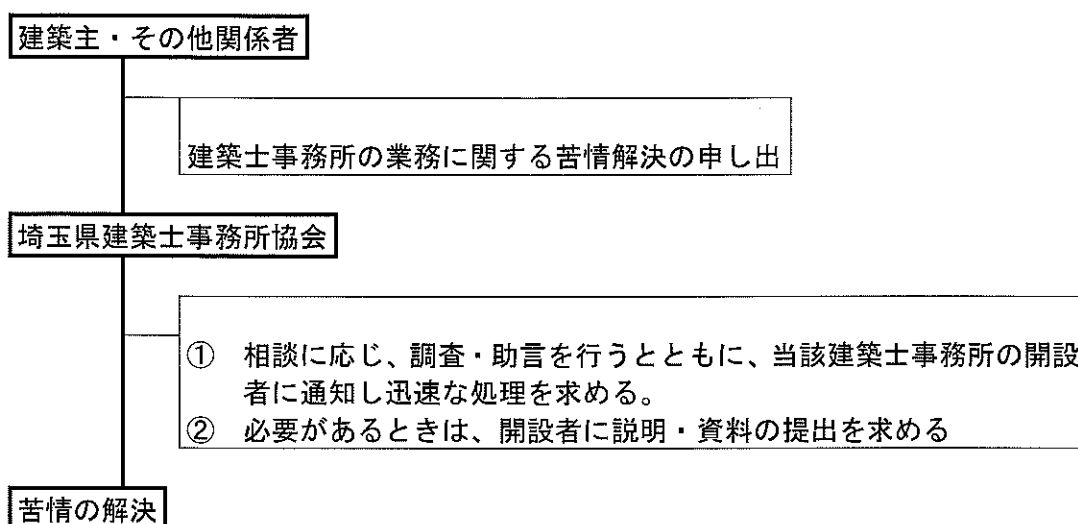 建築主・その他関係者
建築士事務所の業務に関する苦情解決の申し出
埼玉県建築士事務所協会
① 相談に応じ、調査・助言を行うとともに、当該建築士事務所の開設
者に通知し迅速な処理を求める。
② 必要があるときは、開設者に説明・資料の提出を求める
苦情の解決